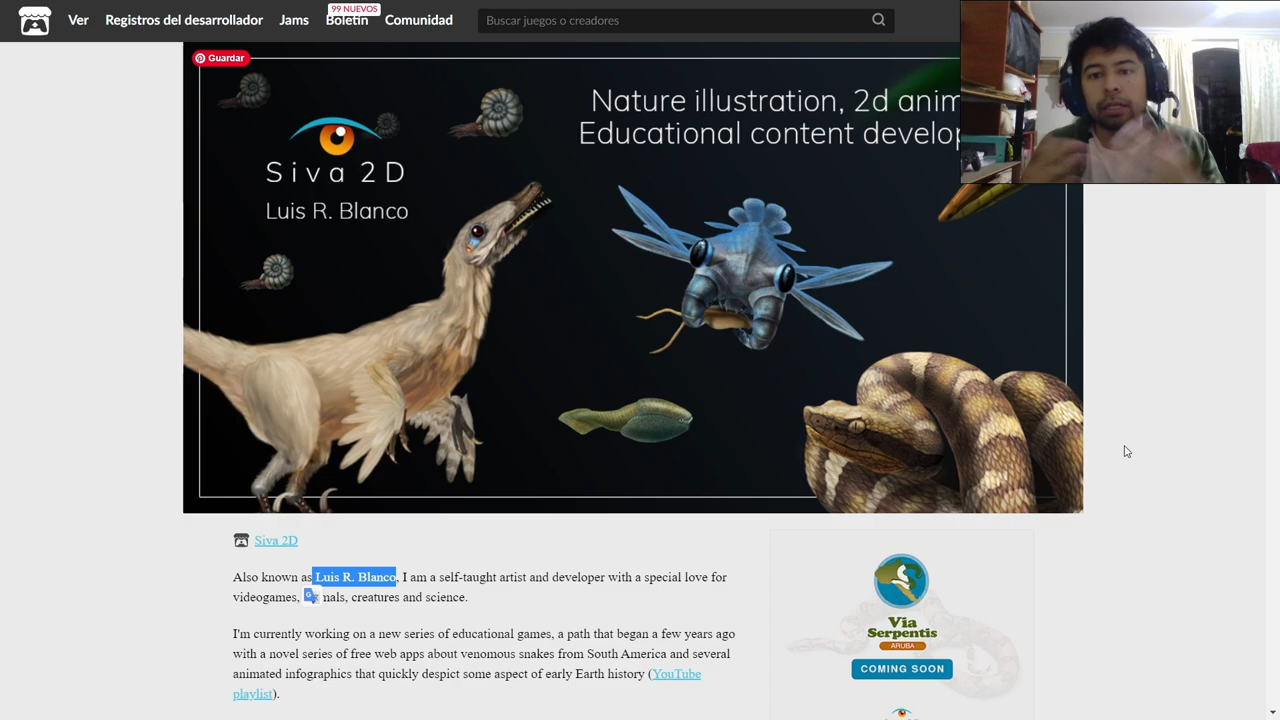 99 NUEVOS
Ver Registros del desarrollador Jams Boletín Comunidad Buscar juegos o creadores
Guardar
Nature illustration, 2d anim
Educational content develop
Siva 2D
Luis R. Blanco
Siva 2D
Also known as Luis R. Blanco, I am a self-taught artist and developer with a special love for
videogames, nals, creatures and science.
I'm currently working on a new series of educational games, a path that began a few years ago
with a novel series of free web apps about venomous snakes from South America and several
animated infographics that quickly despict some aspect of early Earth history (YouTube
playlist).
Via
Serpentis
ARUBA
COMING SOON